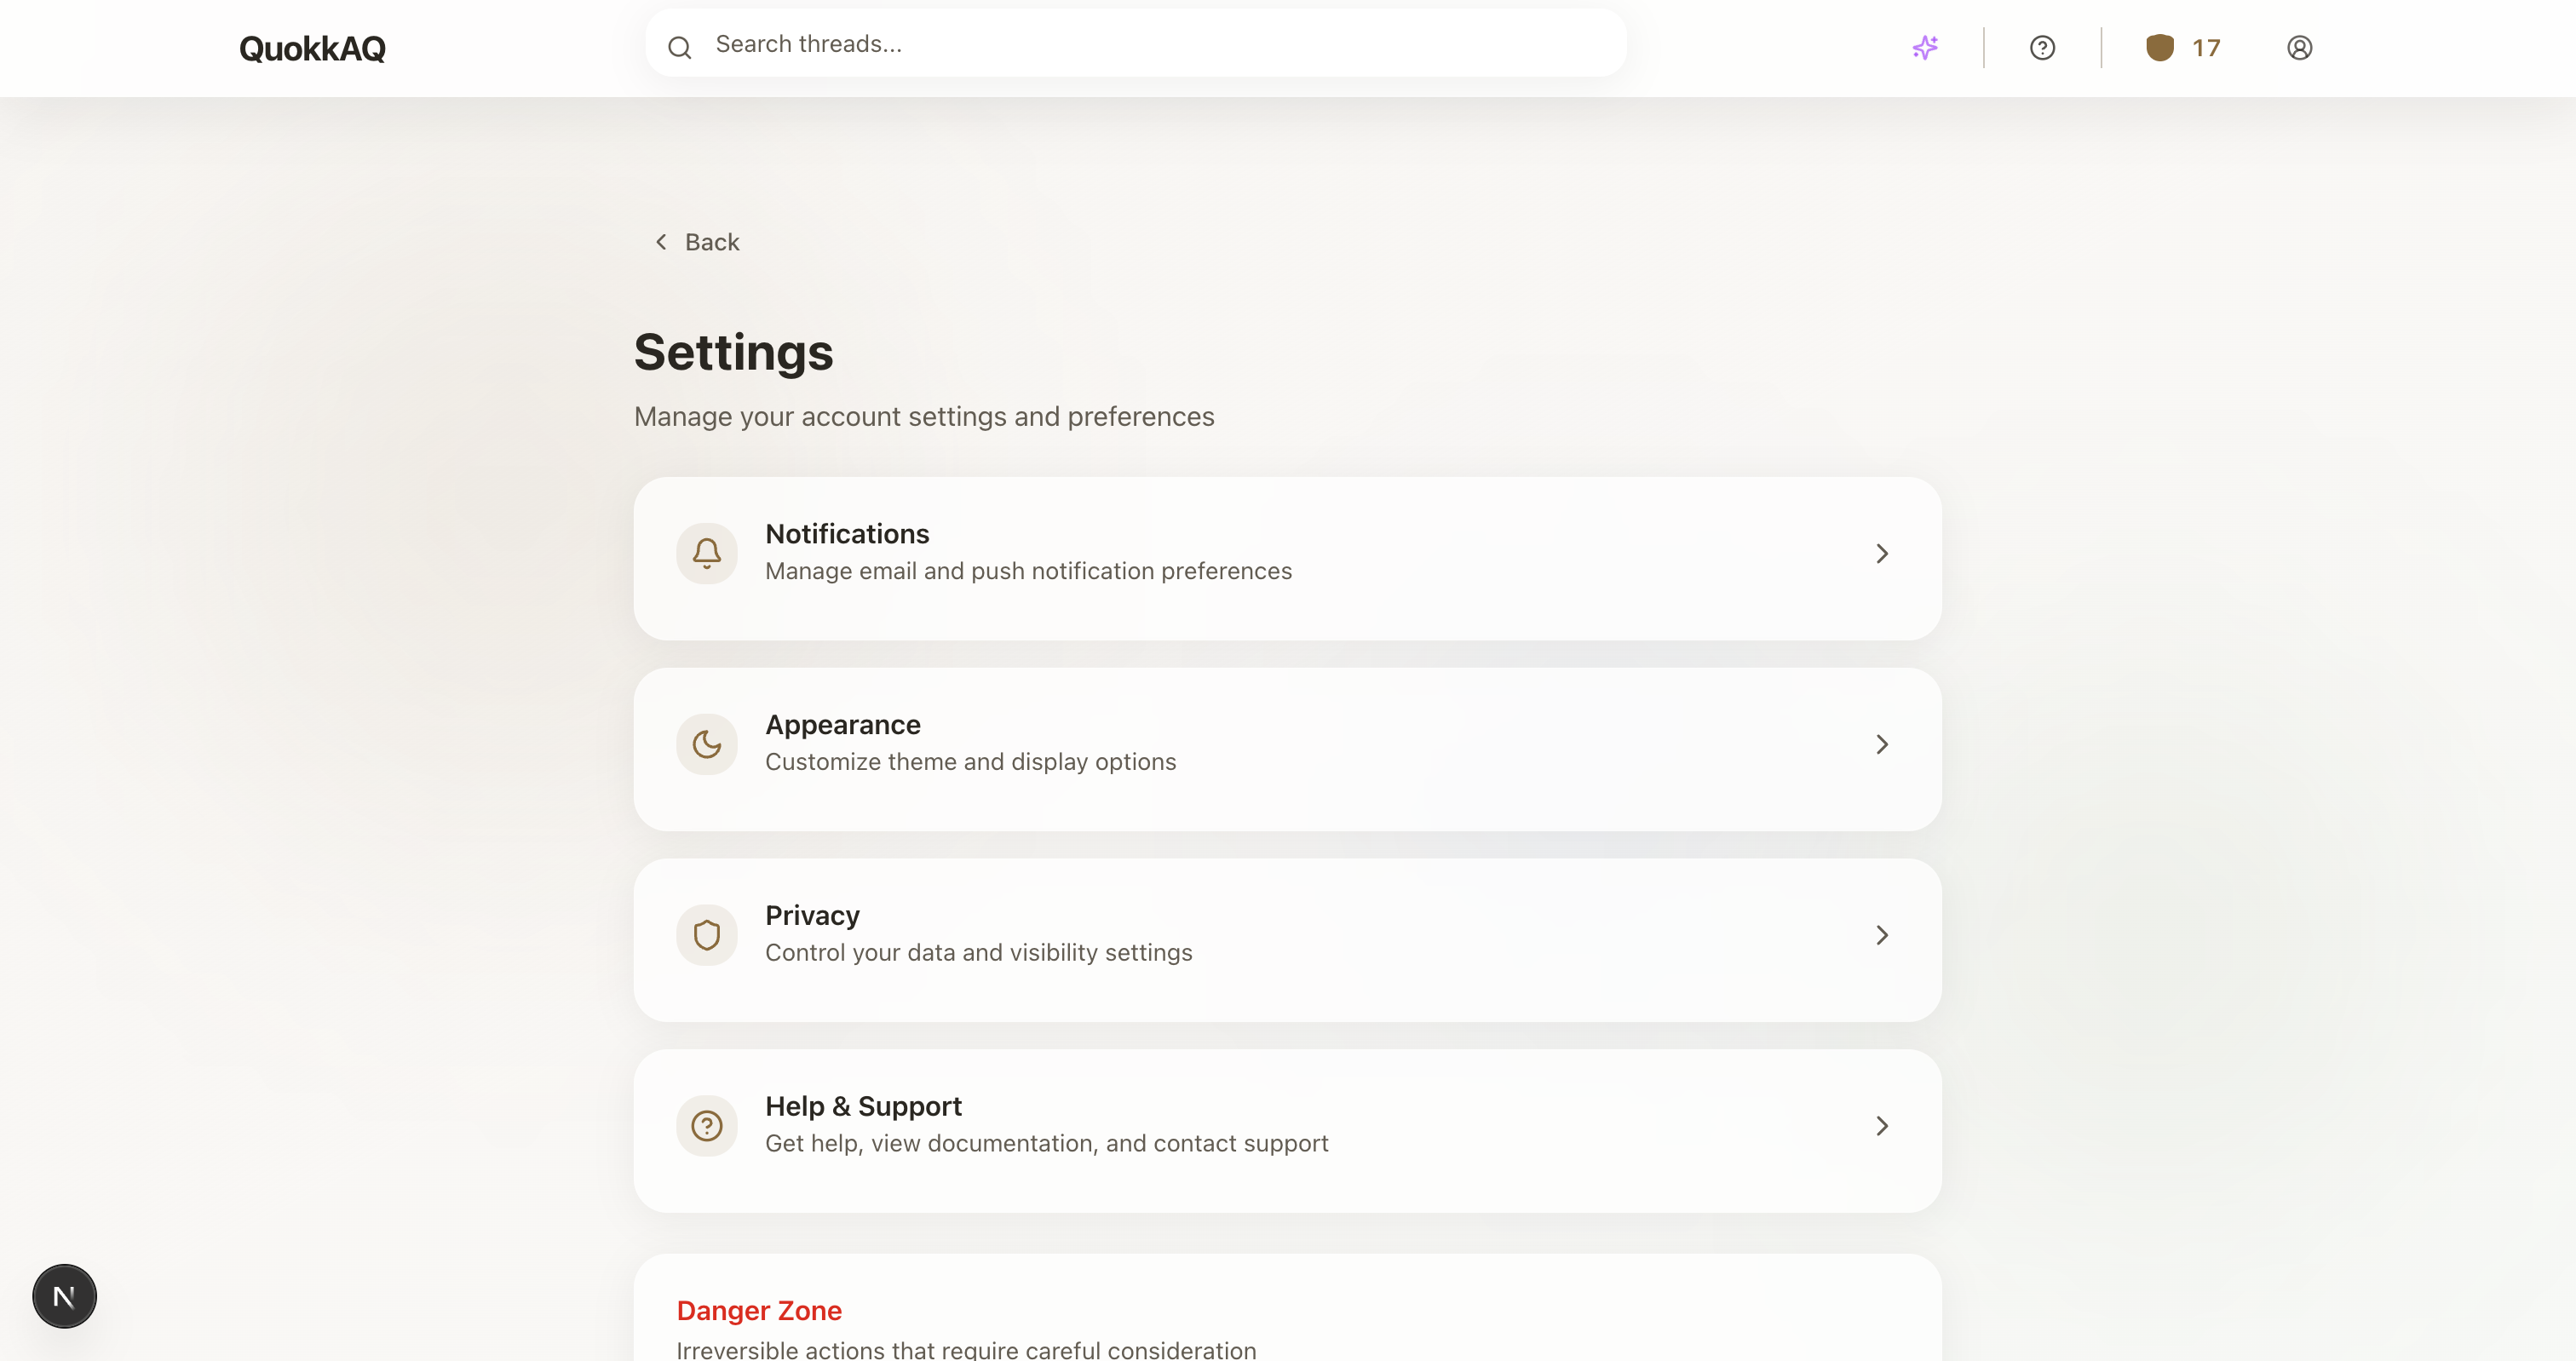 QuokkAQ
Search threads...
17
Back
Settings
Manage your account settings and preferences
Notifications
Manage email and push notification preferences
Appearance
Customize theme and display options
Privacy
Control your data and visibility settings
Help & Support
Get help, view documentation, and contact support
N
Danger Zone
Irreversible actions that require careful consideration